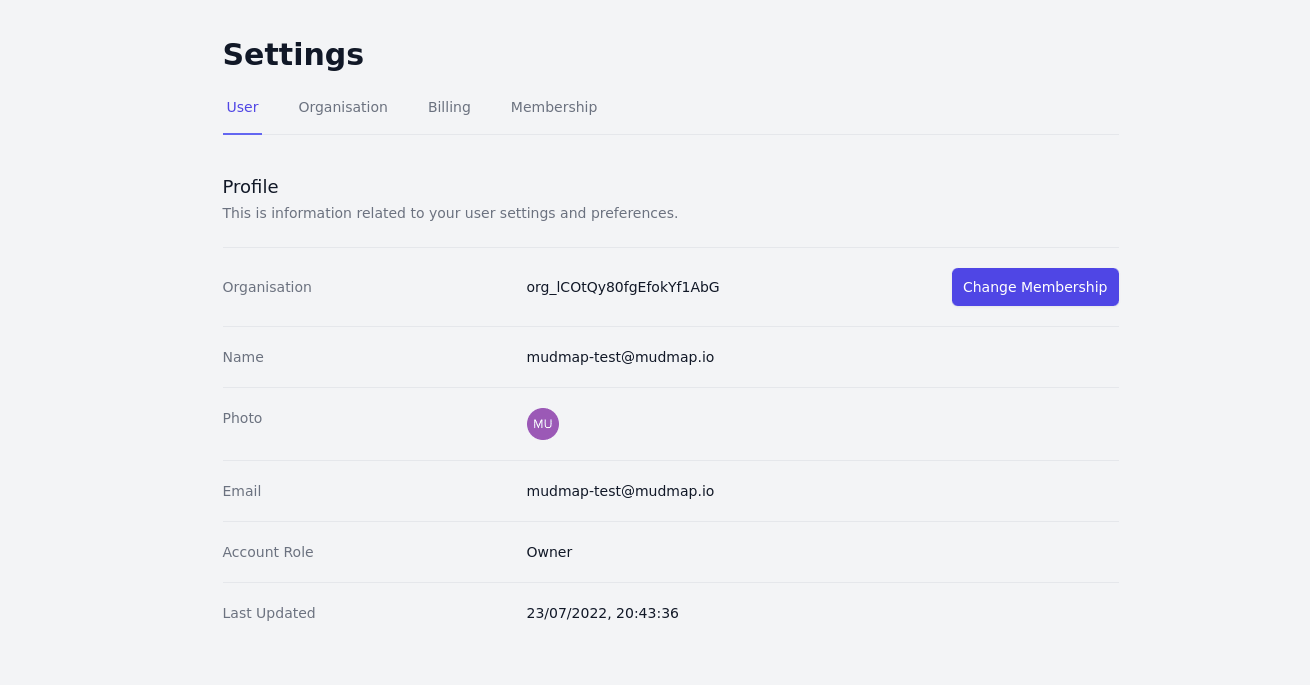 Settings
User Organisation Billing Membership
Profile
This is information related to your user settings and preferences.
Organisation org_lCOtQy80fgEfokYf1AbG Change Membership
Name mudmap-test@mudmap.io
Photo MU
Email mudmap-test@mudmap.io
Account Role Owner
Last Updated 23/07/2022, 20:43:36